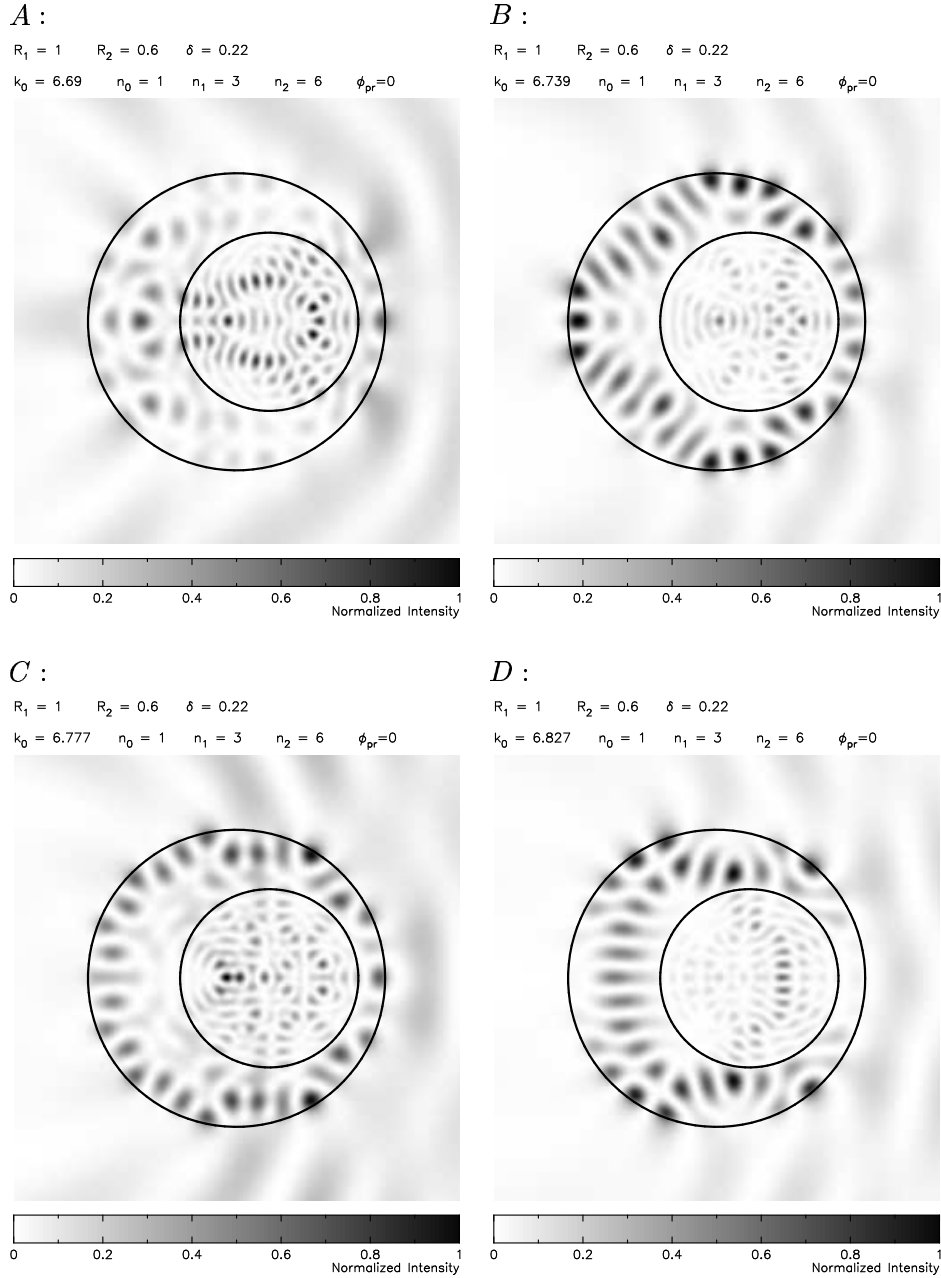 A :
R₁ = 1 R₂ = 0.6 δ = 0.22
k₀ = 6.69 n₀ = 1 n₁ = 3 n₂ = 6 ϕₚᵣ=0
0 0.2 0.4 0.6 0.8 1
Normalized Intensity
B :
R₁ = 1 R₂ = 0.6 δ = 0.22
k₀ = 6.739 n₀ = 1 n₁ = 3 n₂ = 6 ϕₚᵣ=0
0 0.2 0.4 0.6 0.8 1
Normalized Intensity
C :
R₁ = 1 R₂ = 0.6 δ = 0.22
k₀ = 6.777 n₀ = 1 n₁ = 3 n₂ = 6 ϕₚᵣ=0
0 0.2 0.4 0.6 0.8 1
Normalized Intensity
D :
R₁ = 1 R₂ = 0.6 δ = 0.22
k₀ = 6.827 n₀ = 1 n₁ = 3 n₂ = 6 ϕₚᵣ=0
0 0.2 0.4 0.6 0.8 1
Normalized Intensity